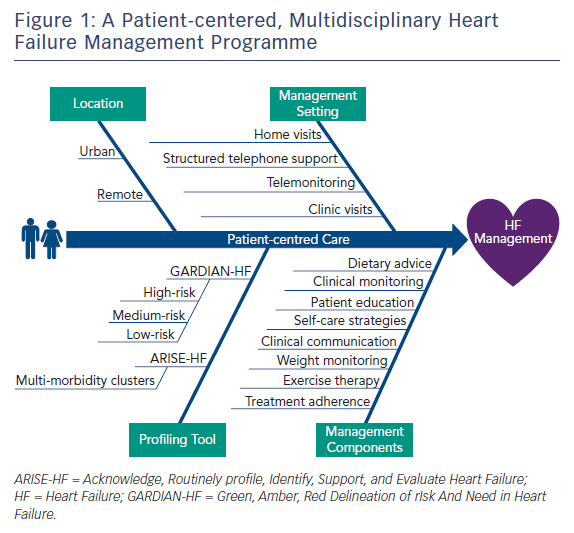 Figure 1: A Patient-centered, Multidisciplinary Heart
Failure Management Programme
Location
Management
Setting
Urban
Remote
Home visits
Structured telephone support
Telemonitoring
Clinic visits
Patient-centred Care
HF
Management
GARDIAN-HF
High-risk
Medium-risk
Low-risk
ARISE-HF
Multi-morbidity clusters
Dietary advice
Clinical monitoring
Patient education
Self-care strategies
Clinical communication
Weight monitoring
Exercise therapy
Treatment adherence
Profiling Tool
Management
Components
ARISE-HF = Acknowledge, Routinely profile, Identify, Support, and Evaluate Heart Failure;
HF = Heart Failure; GARDIAN-HF = Green, Amber, Red Delineation of rIsk And Need in Heart
Failure.